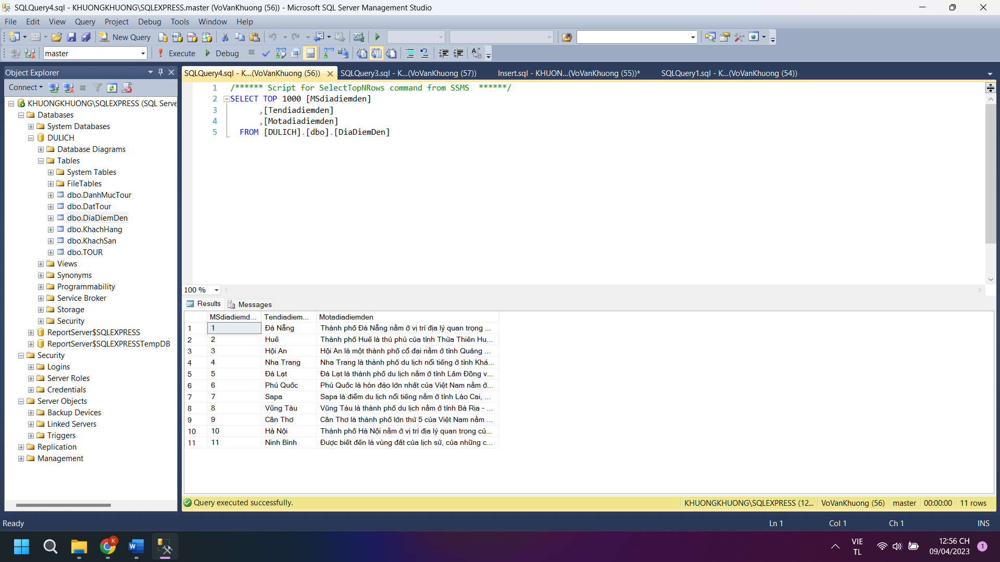 SQLQuery4.sql - KHUONGKHUONG\SQLEXPRESS.master (VoVanKhuong (56)) - Microsoft SQL Server Management Studio
File Edit View Query Project Debug Tools Window Help
New Query
master Execute Debug
Object Explorer
Connect
KHUONGKHUONG\SQLEXPRESS (SQL Serve
Databases
System Databases
DULICH
Database Diagrams
Tables
System Tables
FileTables
dbo.DanhMucTour
dbo.DatTour
dbo.DiaDiemDen
dbo.KhachHang
dbo.KhachSan
dbo.TOUR
Views
Synonyms
Programmability
Service Broker
Storage
Security
ReportServer$SQLEXPRESS
ReportServer$SQLEXPRESSTempDB
Security
Logins
Server Roles
Credentials
Server Objects
Backup Devices
Linked Servers
Triggers
Replication
Management
SQLQuery4.sql - K...(VoVanKhuong (56)) SQLQuery3.sql - K...(VoVanKhuong (57)) Insert.sql - KHUON...(VoVanKhuong (55))* SQLQuery1.sql - K...(VoVanKhuong (54))
1 /****** Script for SelectTopNRows command from SSMS ******/
2 SELECT TOP 1000 [MSdiadiemden]
3 ,[Tendiadiemden]
4 ,[Motadiadiemden]
5 FROM [DULICH].[dbo].[DiaDiemDen]
100 %
Results Messages
MSdiadiemd... Tendiadiem... Motadiadiemden
1 1 Đà Nẵng Thành phố Đà Nẵng nằm ở vị trí địa lý quan trọng ...
2 2 Huế Thành phố Huế là thủ phủ của tỉnh Thừa Thiên Hu...
3 3 Hội An Hội An là một thành phố cổ đại nằm ở tỉnh Quảng ...
4 4 Nha Trang Nha Trang là thành phố du lịch nổi tiếng ở tỉnh Khá...
5 5 Đà Lạt Đà Lạt là thành phố du lịch nằm ở tỉnh Lâm Đồng v...
6 6 Phú Quốc Phú Quốc là hòn đảo lớn nhất của Việt Nam nằm ở...
7 7 Sapa Sapa là điểm du lịch nổi tiếng nằm ở tỉnh Lào Cai, ...
8 8 Vũng Tàu Vũng Tàu là thành phố du lịch nằm ở tỉnh Bà Rịa - ...
9 9 Cần Thơ Cần Thơ là thành phố lớn thứ 5 của Việt Nam nằm ...
10 10 Hà Nội Thành phố Hà Nội nằm ở vị trí địa lý quan trọng củ...
11 11 Ninh Bình Được biết đến là vùng đất của lịch sử, của những c...
Query executed successfully. KHUONGKHUONG\SQLEXPRESS (12... VoVanKhuong (56) master 00:00:00 11 rows
Ready Ln 1 Col 1 Ch 1 INS
VIE
TL
12:56 CH
09/04/2023
1